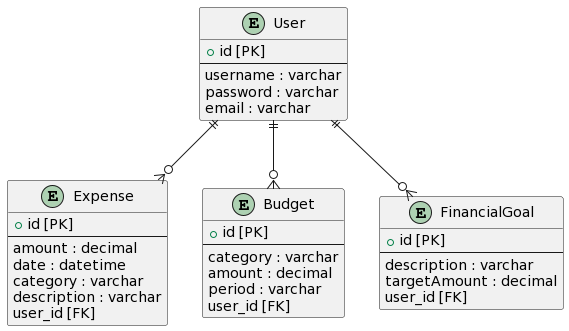 E User
id [PK]
username : varchar
password : varchar
email : varchar
E Expense
id [PK]
amount : decimal
date : datetime
category : varchar
description : varchar
user_id [FK]
E Budget
id [PK]
category : varchar
amount : decimal
period : varchar
user_id [FK]
E FinancialGoal
id [PK]
description : varchar
targetAmount : decimal
user_id [FK]